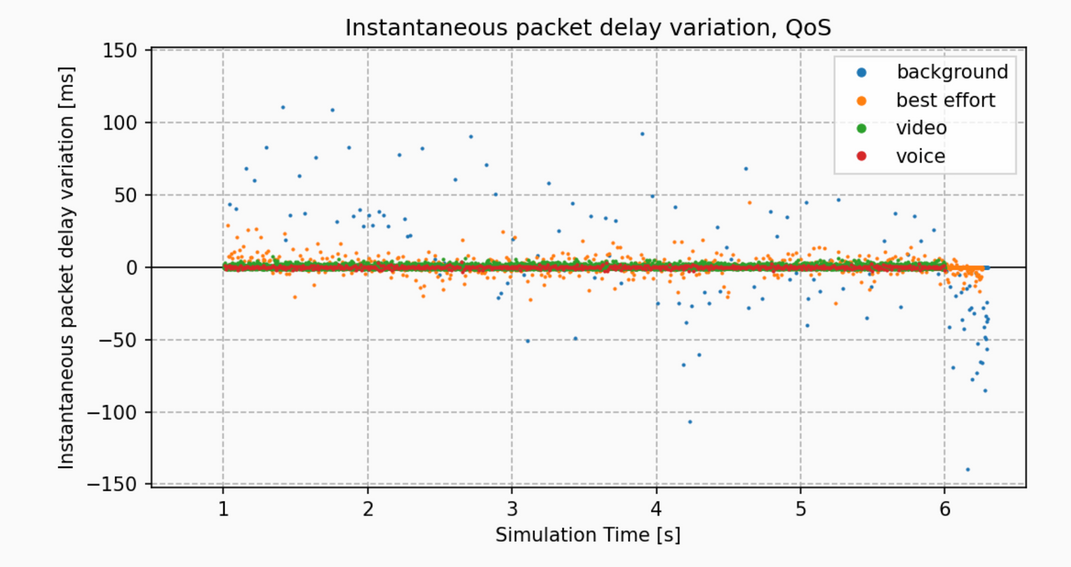 Instantaneous packet delay variation, QoS
Instantaneous packet delay variation [ms]
150
100
50
0
−50
−100
−150
background
best effort
video
voice
1 2 3 4 5 6
Simulation Time [s]